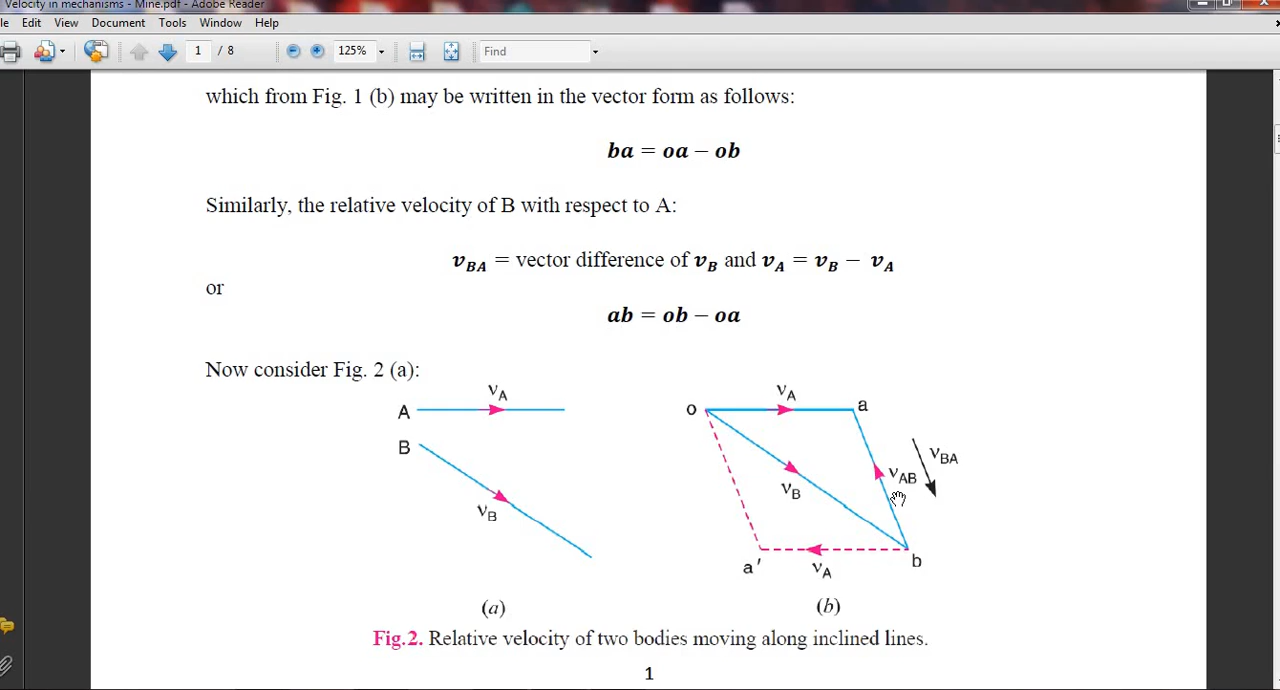 Velocity in mechanisms - Mine.pdf - Adobe Reader
le Edit View Document Tools Window Help
1 / 8 125% Find
which from Fig. 1 (b) may be written in the vector form as follows:
ba = oa − ob
Similarly, the relative velocity of B with respect to A:
vBA = vector difference of vB and vA = vB − vA
or
ab = ob − oa
Now consider Fig. 2 (a):
A vA
B
vB
o vA a
vB
vAB
vBA
a' vA b
(a) (b)
Fig.2. Relative velocity of two bodies moving along inclined lines.
1